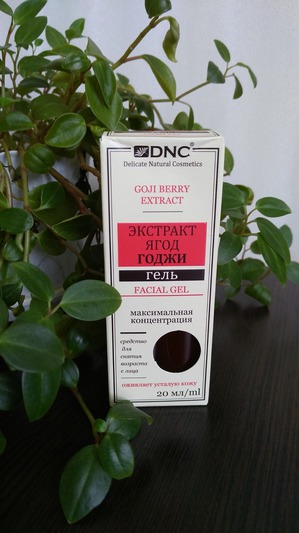 DNC®
Delicate Natural Cosmetics
GOJI BERRY
EXTRACT
ЭКСТРАКТ
ЯГОД
ГОДЖИ
гель
FACIAL GEL
максимальная
концентрация
средство
для
снятия
возраста
с лица
оживляет усталую кожу
20 мл/ml